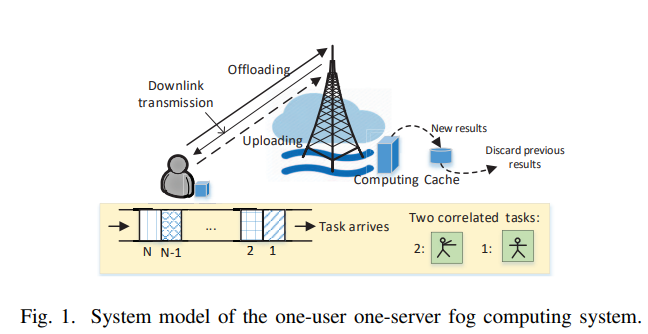 Offloading
Downlink
transmission
Uploading
New results
Discard previous
results
Computing Cache
Task arrives
Two correlated tasks:
N N-1 ... 2 1
2: 1:
Fig. 1. System model of the one-user one-server fog computing system.